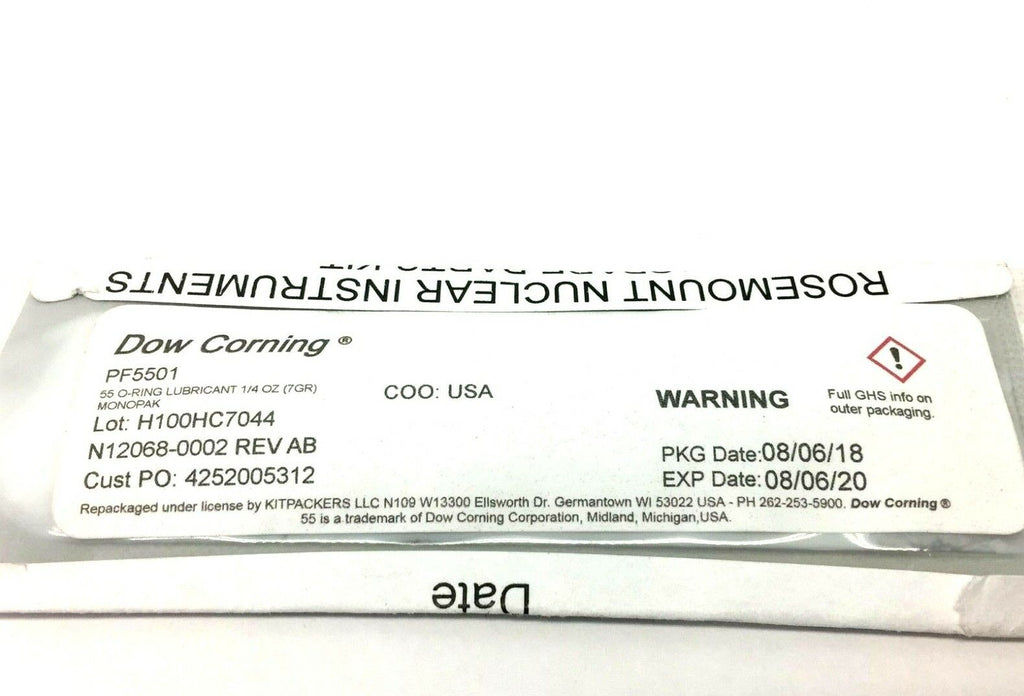 SPARE PARTS KIT
ROSEMOUNT NUCLEAR INSTRUMENTS
Dow Corning ®
PF5501
55 O-RING LUBRICANT 1/4 OZ (7GR)
MONOPAK
Lot: H100HC7044
N12068-0002 REV AB
Cust PO: 4252005312
COO: USA
WARNING
Full GHS info on
outer packaging.
PKG Date:08/06/18
EXP Date:08/06/20
Repackaged under license by KITPACKERS LLC N109 W13300 Ellsworth Dr. Germantown WI 53022 USA - PH 262-253-5900. Dow Corning ®
55 is a trademark of Dow Corning Corporation, Midland, Michigan,USA.
Date